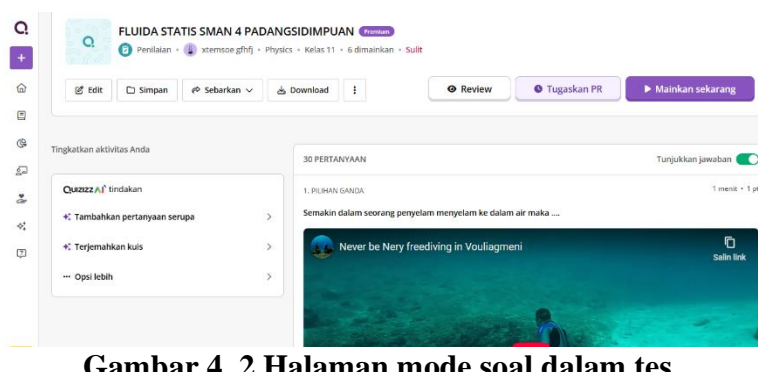 FLUIDA STATIS SMAN 4 PADANGSIDIMPUAN Premium
Penilaian • xtemsoe gfhfj • Physics • Kelas 11 • 6 dimainkan • Sulit
Edit Simpan Sebarkan Download Review Tugaskan PR Mainkan sekarang
Tingkatkan aktivitas Anda
Quizizz AI tindakan
Tambahkan pertanyaan serupa
Terjemahkan kuis
Opsi lebih
30 PERTANYAAN Tunjukkan jawaban
1. PILIHAN GANDA 1 menit • 1 pt
Semakin dalam seorang penyelam menyelam ke dalam air maka ....
Never be Nery freediving in Vouliagmeni
Salin link
Gambar 4. 2 Halaman mode soal dalam tes